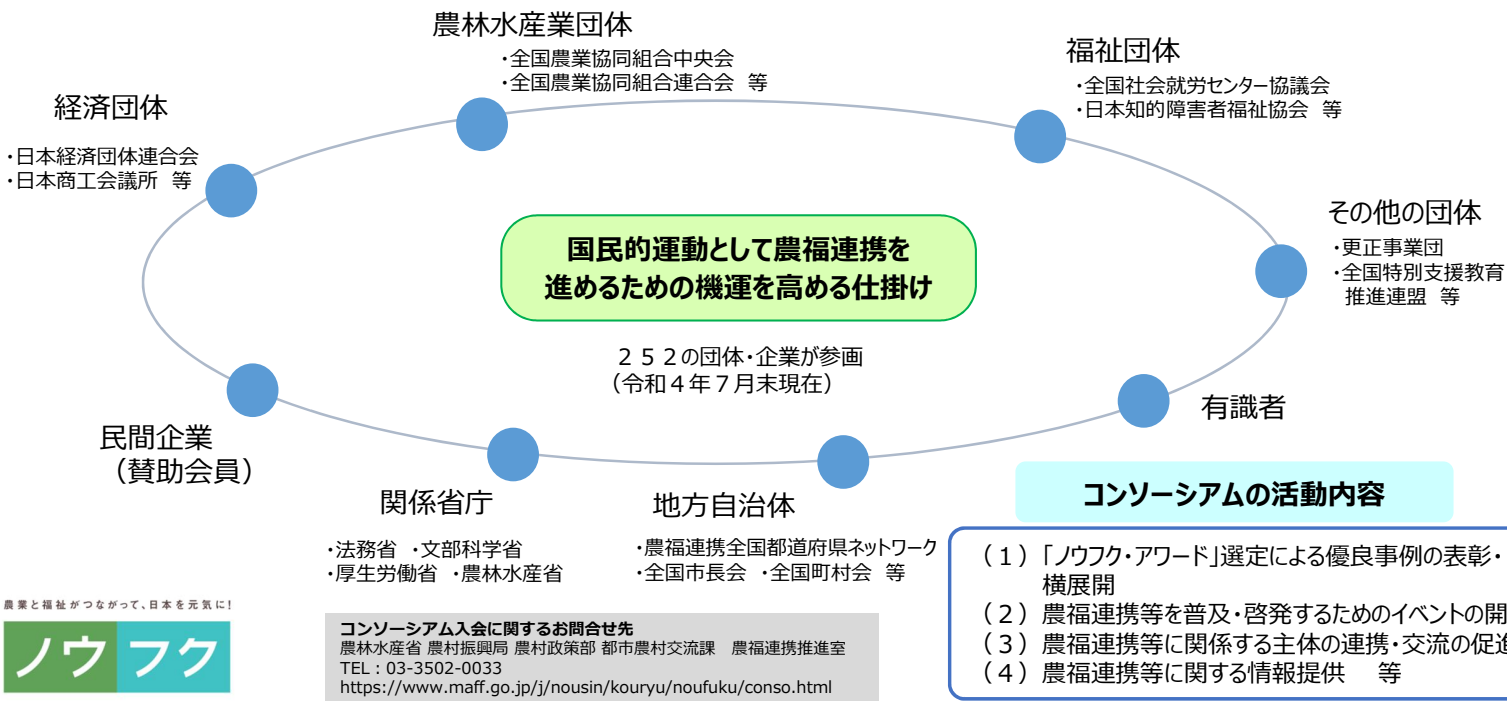 農林水産業団体
・全国農業協同組合中央会
・全国農業協同組合連合会 等
福祉団体
・全国社会就労センター協議会
・日本知的障害者福祉協会 等
経済団体
・日本経済団体連合会
・日本商工会議所 等
その他の団体
・更正事業団
・全国特別支援教育
推進連盟 等
国民的運動として農福連携を
進めるための機運を高める仕掛け
252の団体・企業が参画
（令和4年7月末現在）
有識者
民間企業
（賛助会員）
関係省庁
・法務省 ・文部科学省
・厚生労働省 ・農林水産省
地方自治体
・農福連携全国都道府県ネットワーク
・全国市長会 ・全国町村会 等
コンソーシアムの活動内容
（1）「ノウフク・アワード」選定による優良事例の表彰・
横展開
（2）農福連携等を普及・啓発するためのイベントの開
（3）農福連携等に関係する主体の連携・交流の促進
（4）農福連携等に関する情報提供 等
農業と福祉がつながって、日本を元気に！
ノウフク
コンソーシアム入会に関するお問合せ先
農林水産省 農村振興局 農村政策部 都市農村交流課 農福連携推進室
TEL：03-3502-0033
https://www.maff.go.jp/j/nousin/kouryu/noufuku/conso.html